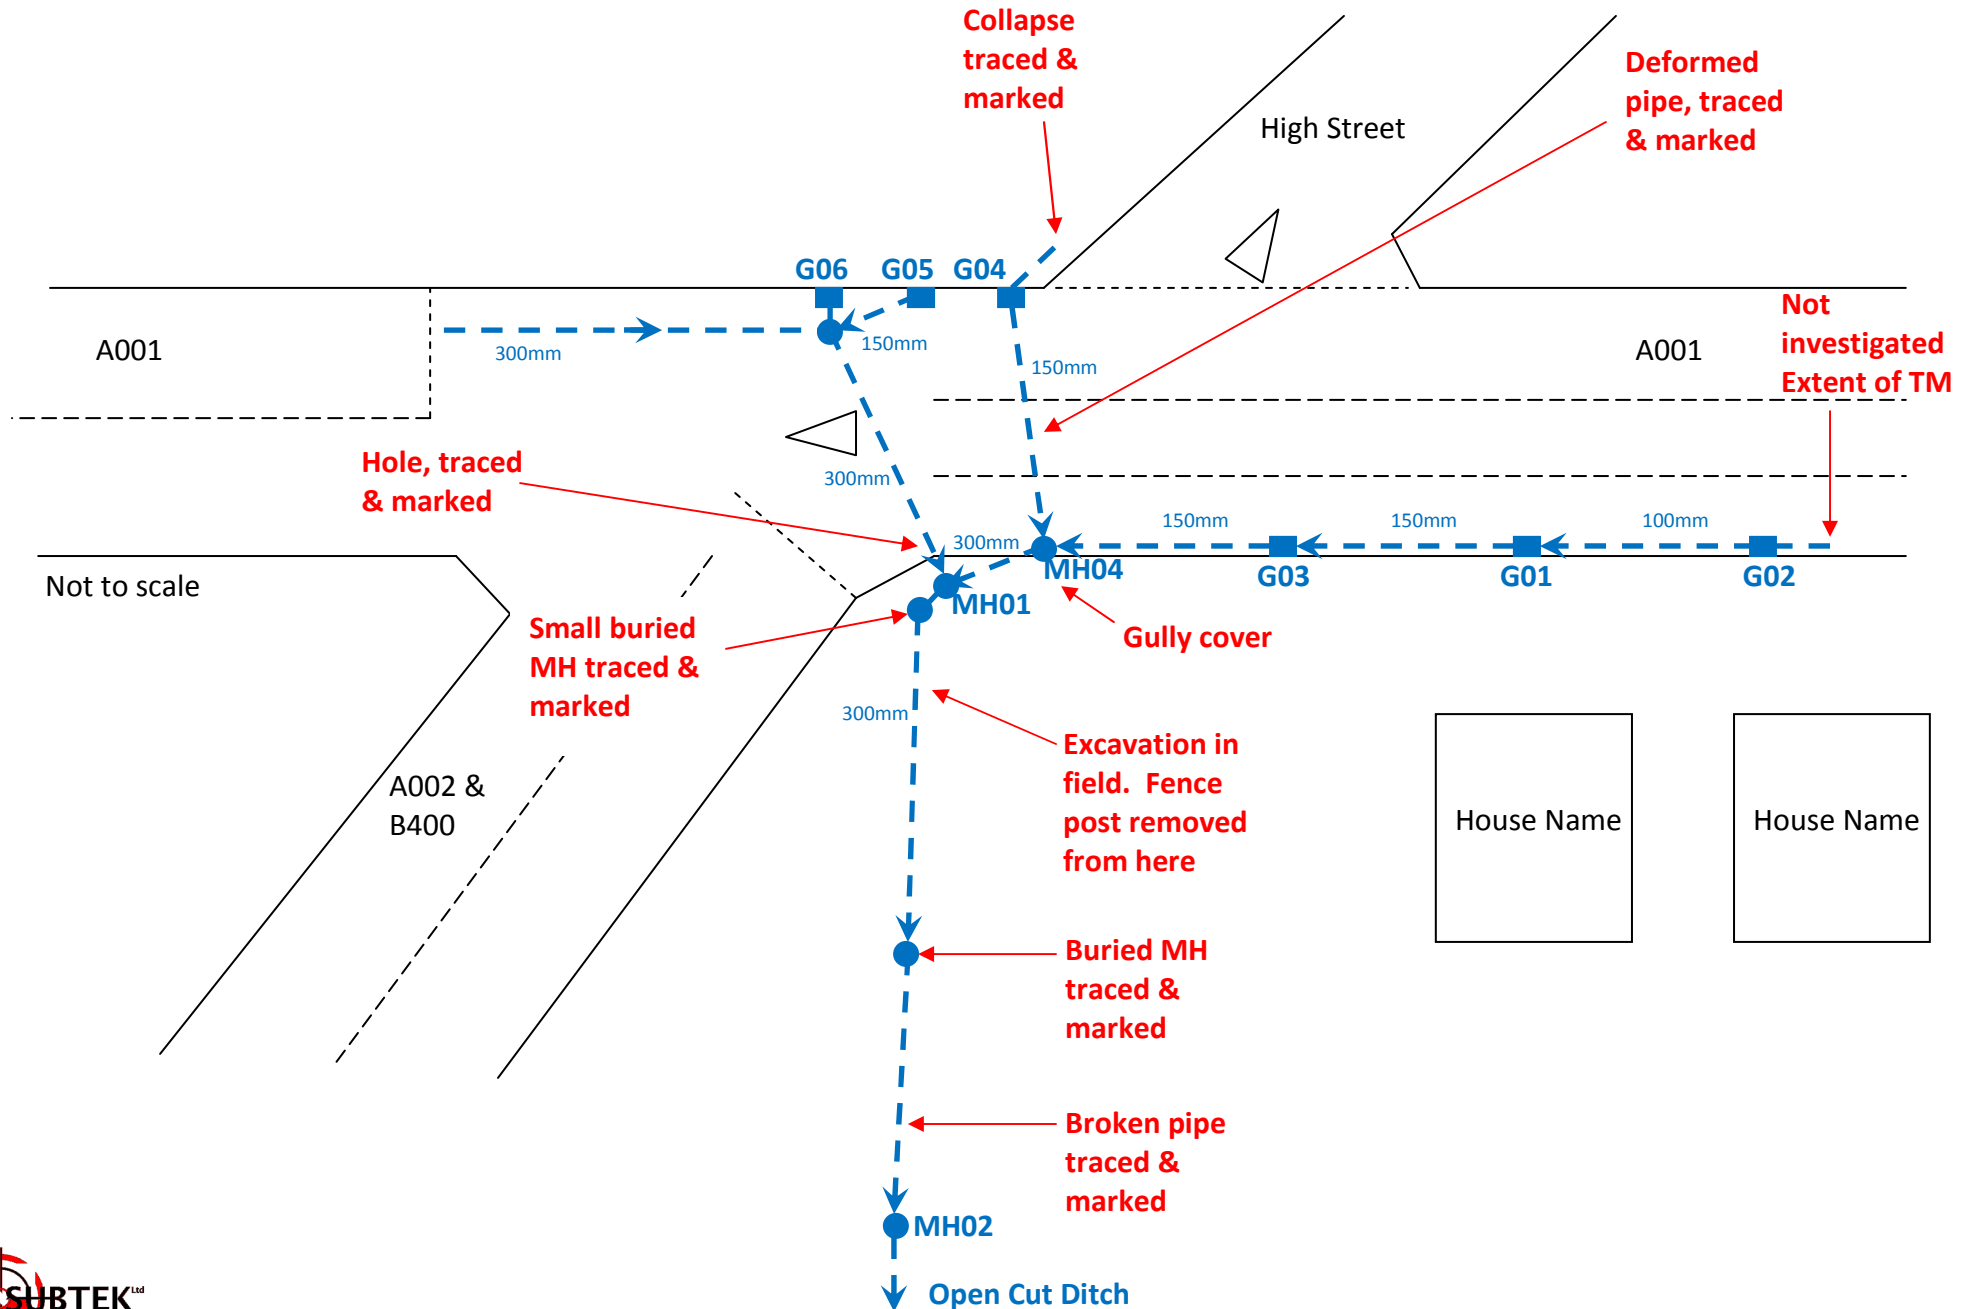 Collapse
traced &
marked
Deformed
pipe, traced
& marked
High Street
G06
G05
G04
Not
investigated
Extent of TM
A001
300mm
150mm
150mm
A001
Hole, traced
& marked
300mm
300mm
150mm
150mm
100mm
Not to scale
MH04
G03
G01
G02
MH01
Small buried
MH traced &
marked
Gully cover
300mm
Excavation in
field.  Fence
post removed
from here
A002 &
B400
House Name
House Name
Buried MH
traced &
marked
Broken pipe
traced &
marked
MH02
Open Cut Ditch
SUBTEK Ltd